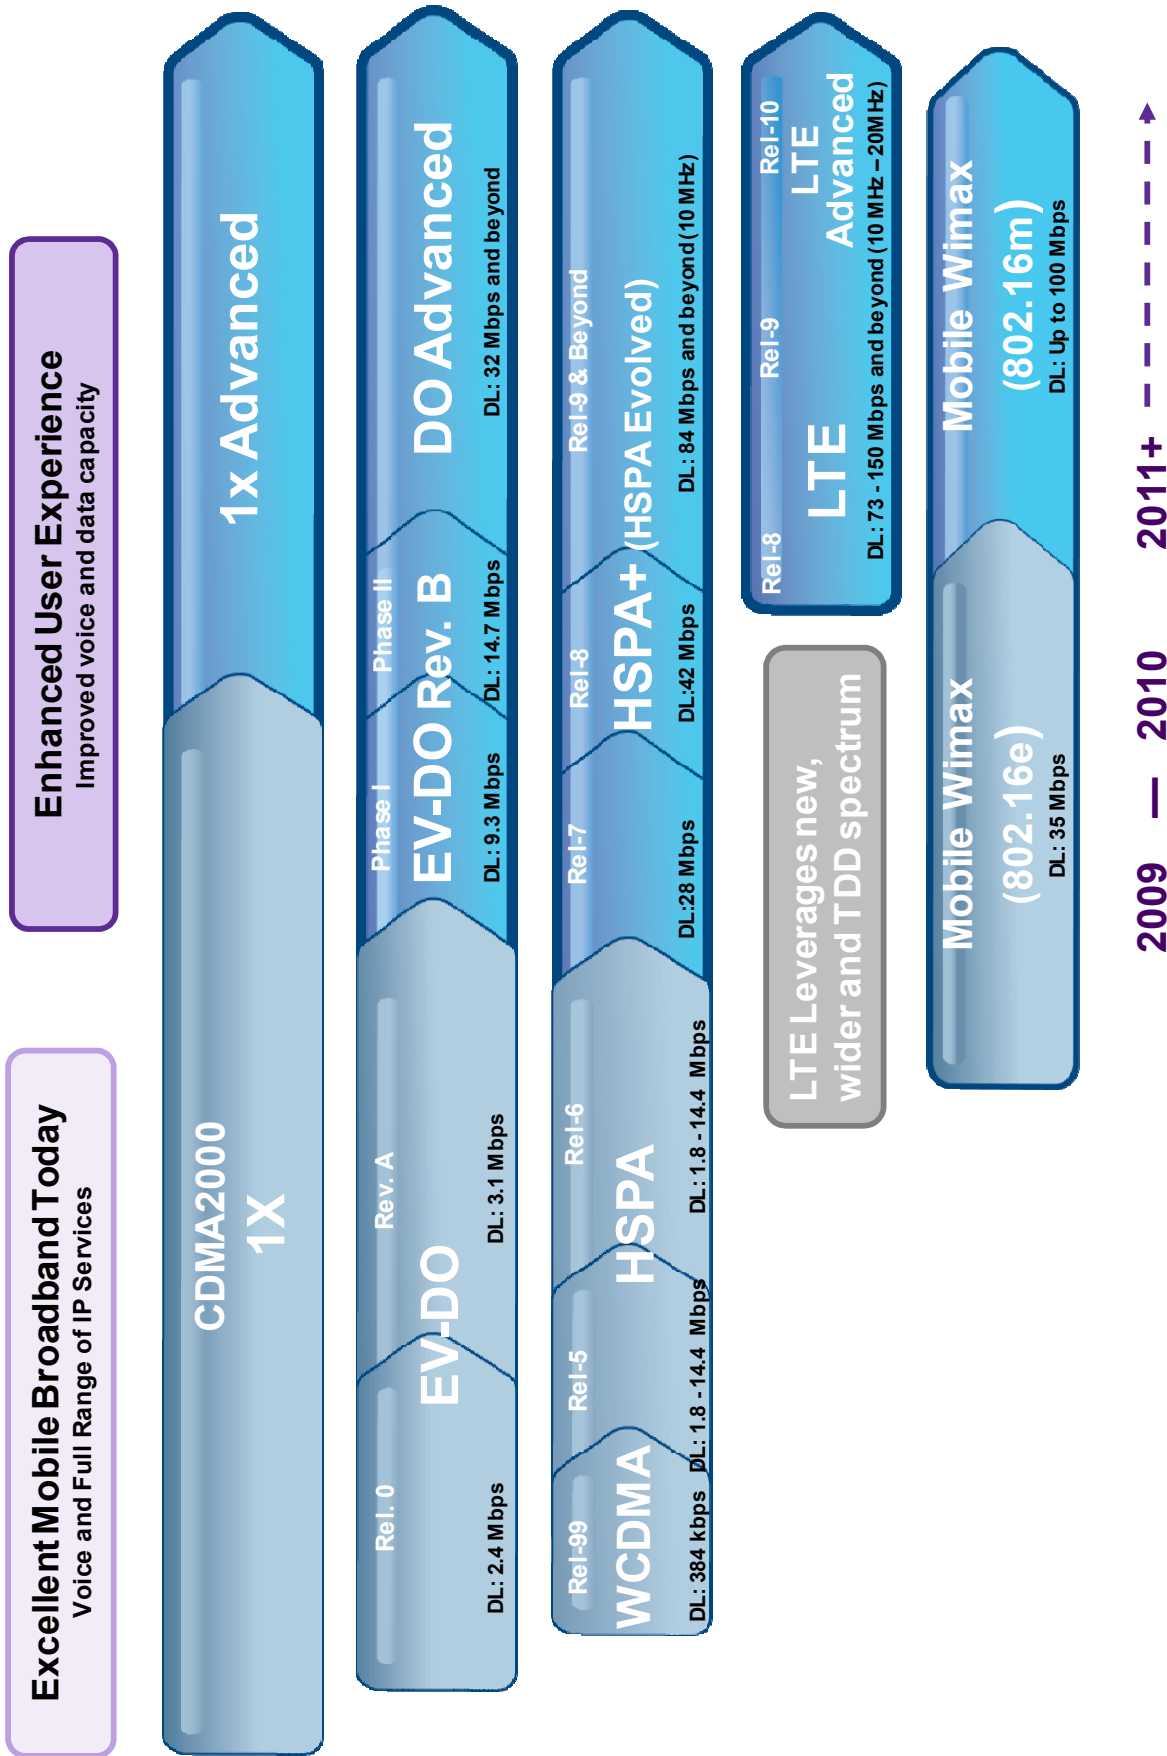 Excellent Mobile Broadband Today
Voice and Full Range of IP Services
Enhanced User Experience
Improved voice and data capacity
CDMA2000
1X
1x Advanced
Rel. 0
Rev. A
Phase I
Phase II
EV-DO
EV-DO Rev. B
DO Advanced
DL: 2.4 Mbps
DL: 3.1 Mbps
DL: 9.3 Mbps
DL: 14.7 Mbps
DL: 32 Mbps and beyond
Rel-99
Rel-5
Rel-6
Rel-7
Rel-8
Rel-9 & Beyond
WCDMA
HSPA
HSPA+ (HSPA Evolved)
DL: 384 kbps
DL: 1.8 - 14.4 Mbps
DL: 1.8 - 14.4 Mbps
DL:28 Mbps
DL:42 Mbps
DL: 84 Mbps and beyond (10 MHz)
LTE Leverages new,
wider and TDD spectrum
Rel-8
Rel-9
Rel-10
LTE
LTE
Advanced
DL: 73 - 150 Mbps and beyond (10 MHz – 20MHz)
Mobile Wimax
(802.16e)
DL: 35 Mbps
Mobile Wimax
(802.16m)
DL: Up to 100 Mbps
2009 — 2010 2011+